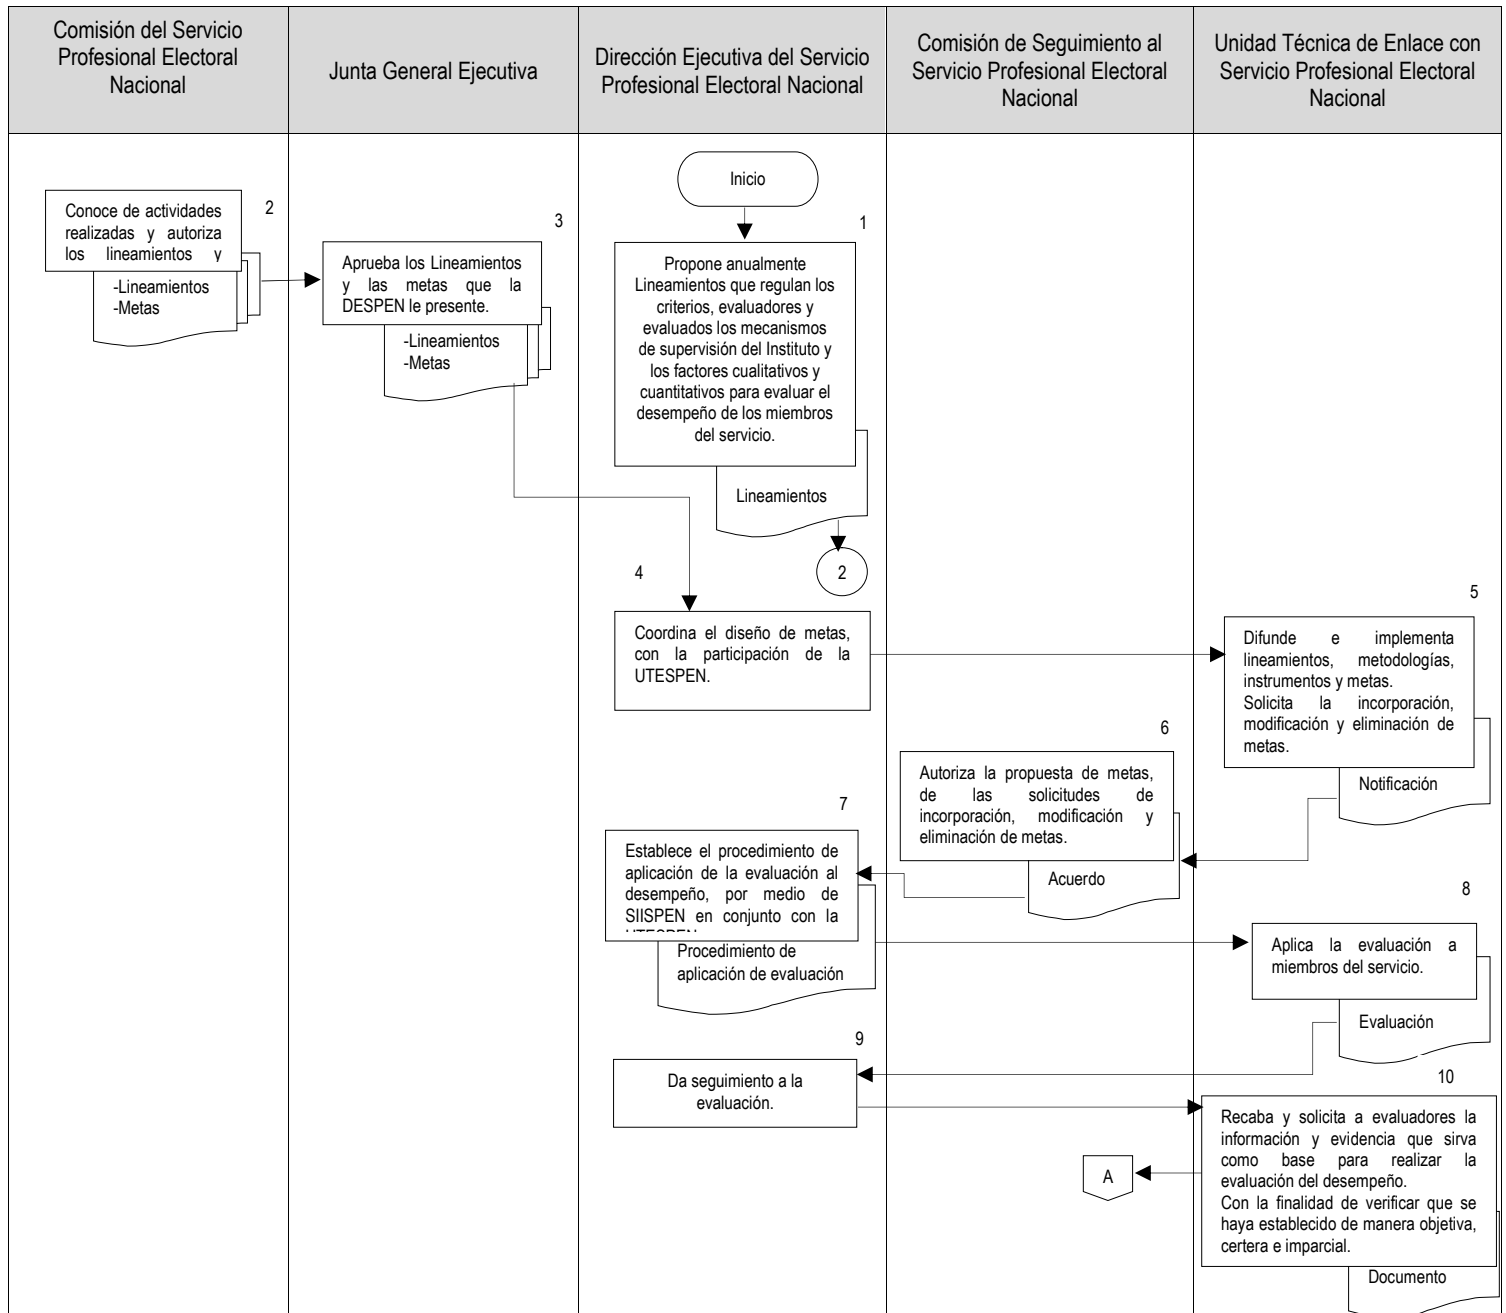 Comisión del Servicio
Profesional Electoral
Nacional
Junta General Ejecutiva
Dirección Ejecutiva del Servicio
Profesional Electoral Nacional
Comisión de Seguimiento al
Servicio Profesional Electoral
Nacional
Unidad Técnica de Enlace con
Servicio Profesional Electoral
Nacional
Inicio
1
Propone anualmente
Lineamientos que regulan los
criterios, evaluadores y
evaluados los mecanismos
de supervisión del Instituto y
los factores cualitativos y
cuantitativos para evaluar el
desempeño de los miembros
del servicio.
Lineamientos
2
2
Conoce de actividades
realizadas y autoriza
los lineamientos y
-Lineamientos
-Metas
3
Aprueba los Lineamientos
y las metas que la
DESPEN le presente.
-Lineamientos
-Metas
4
Coordina el diseño de metas,
con la participación de la
UTESPEN.
5
Difunde e implementa
lineamientos, metodologías,
instrumentos y metas.
Solicita la incorporación,
modificación y eliminación de
metas.
Notificación
6
Autoriza la propuesta de metas,
de las solicitudes de
incorporación, modificación y
eliminación de metas.
Acuerdo
7
Establece el procedimiento de
aplicación de la evaluación al
desempeño, por medio de
SIISPEN en conjunto con la
Procedimiento de
aplicación de evaluación
8
Aplica la evaluación a
miembros del servicio.
Evaluación
9
Da seguimiento a la
evaluación.
10
Recaba y solicita a evaluadores la
información y evidencia que sirva
como base para realizar la
evaluación del desempeño.
Con la finalidad de verificar que se
haya establecido de manera objetiva,
certera e imparcial.
Documento
A